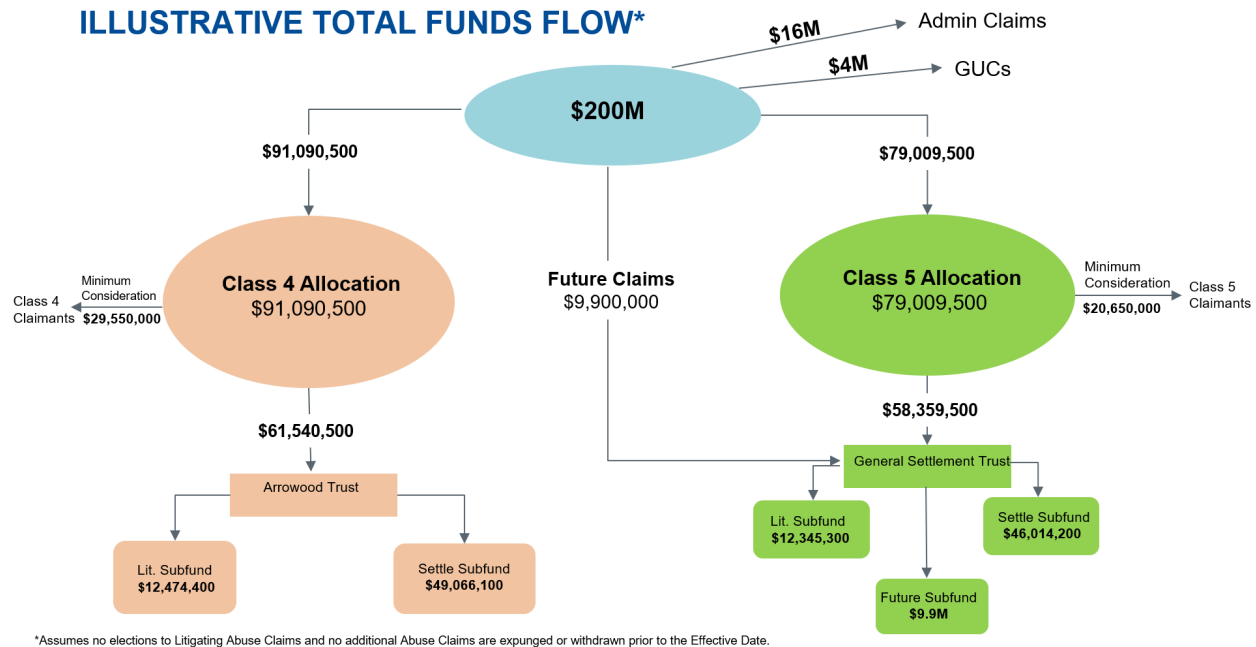 ILLUSTRATIVE TOTAL FUNDS FLOW*
$16M
Admin Claims
$4M
GUCs
$200M
$91,090,500
$79,009,500
Class 4 Allocation
$91,090,500
Minimum
Consideration
$29,550,000
Class 4
Claimants
Future Claims
$9,900,000
Class 5 Allocation
$79,009,500
Minimum
Consideration
$20,650,000
Class 5
Claimants
$61,540,500
$58,359,500
Arrowood Trust
General Settlement Trust
Lit. Subfund
$12,474,400
Settle Subfund
$49,066,100
Lit. Subfund
$12,345,300
Settle Subfund
$46,014,200
Future Subfund
$9.9M
*Assumes no elections to Litigating Abuse Claims and no additional Abuse Claims are expunged or withdrawn prior to the Effective Date.